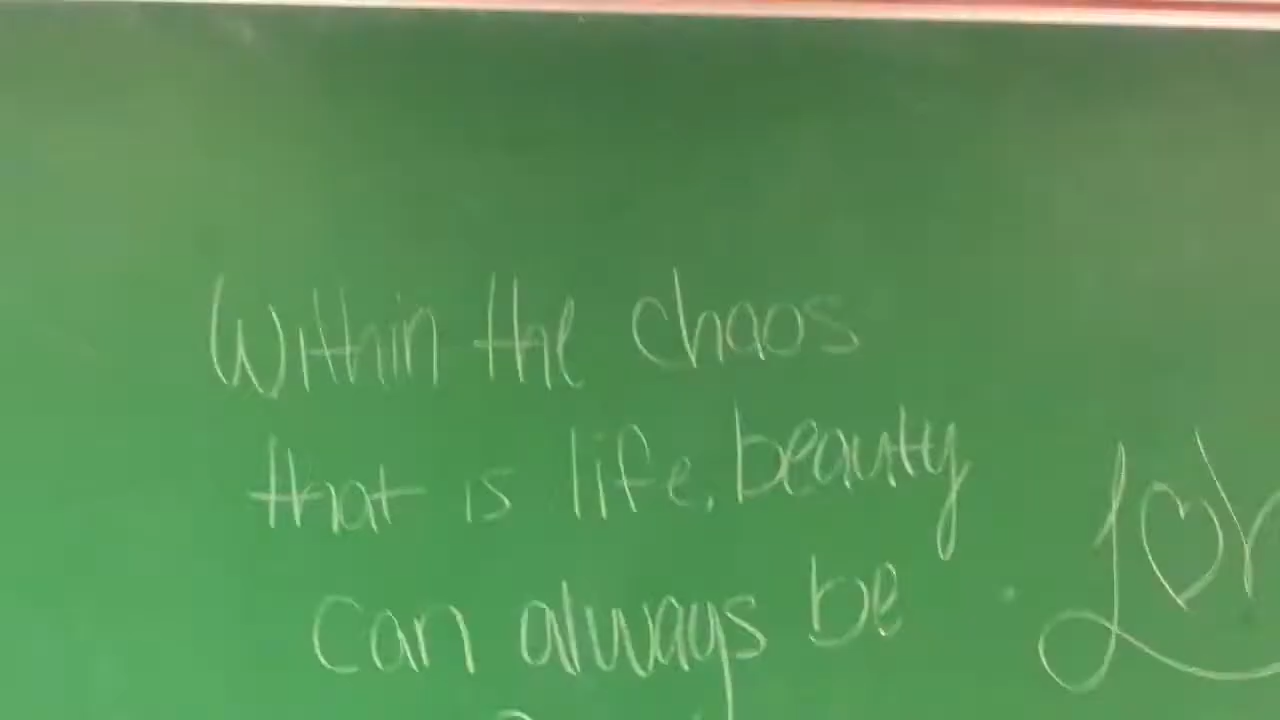 Within the chaos
that is life, beauty
can always be